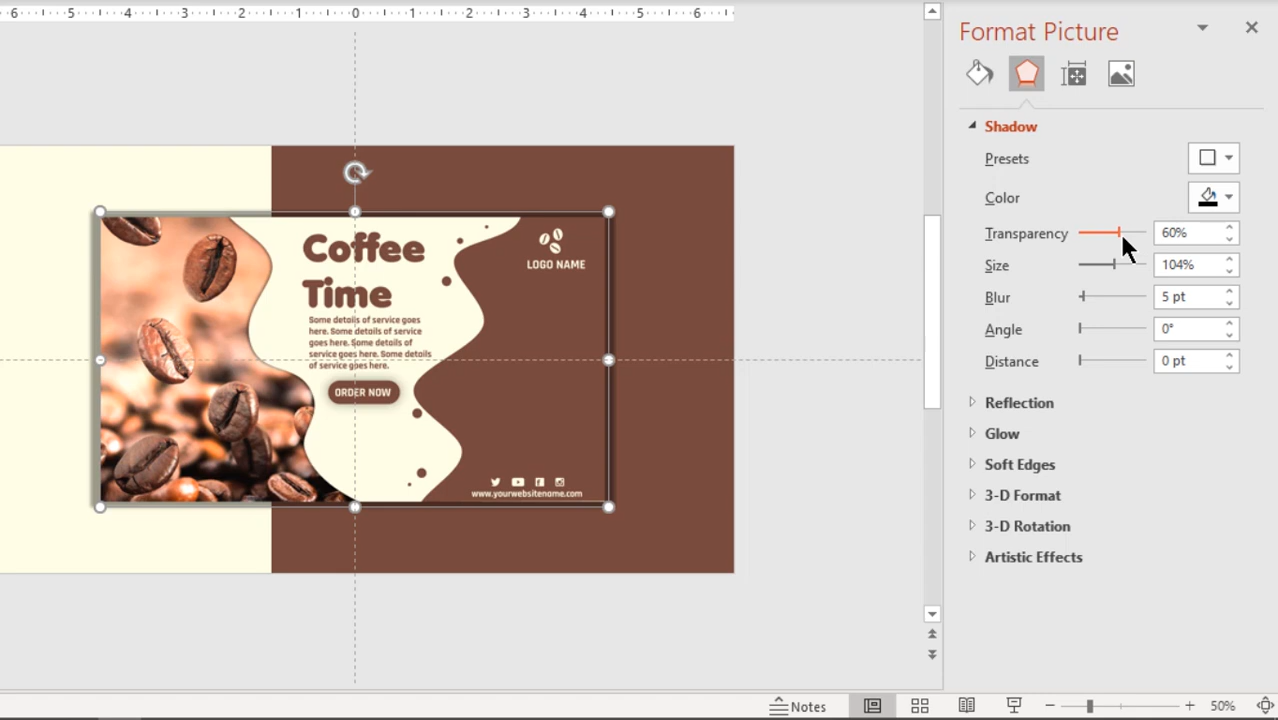 6 5 4 3 2 1 0 1 2 3 4 5 6
Format Picture
Shadow
Presets
Color
Transparency 60%
Size 104%
Blur 5 pt
Angle 0°
Distance 0 pt
Reflection
Glow
Soft Edges
3-D Format
3-D Rotation
Artistic Effects
Coffee
Time
Some details of service goes
here. Some details of service
goes here. Some details of
service goes here. Some details
of service goes here.
ORDER NOW
LOGO NAME
www.yourwebsitename.com
Notes
50%